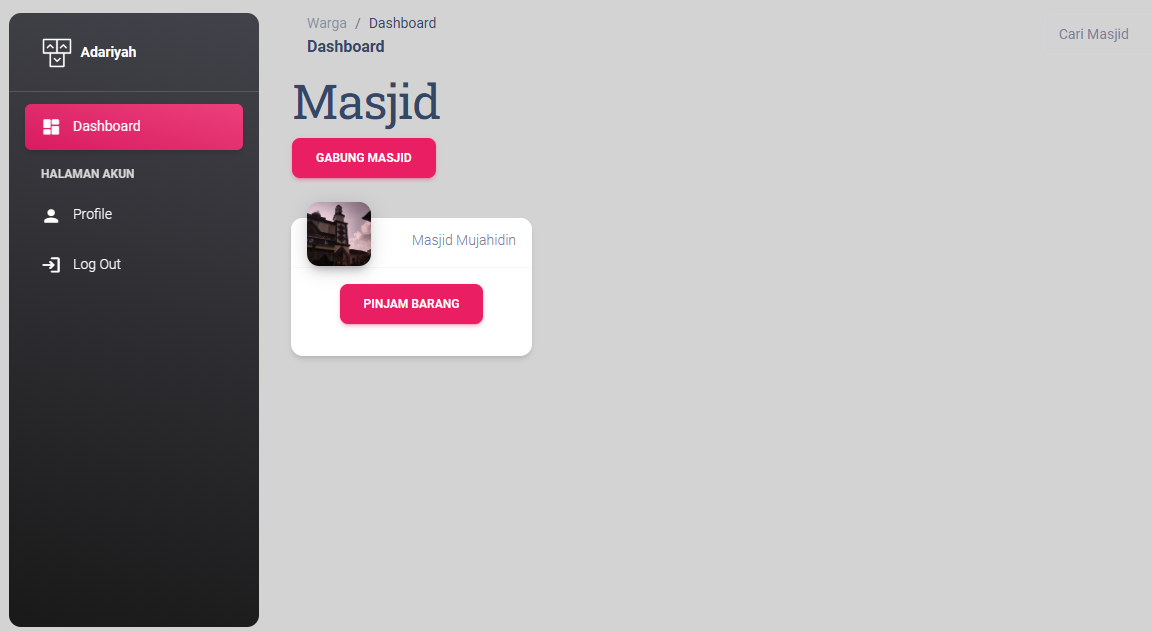 Adariyah
Dashboard
HALAMAN AKUN
Profile
Log Out
Warga / Dashboard
Dashboard
Cari Masjid
Masjid
GABUNG MASJID
Masjid Mujahidin
PINJAM BARANG